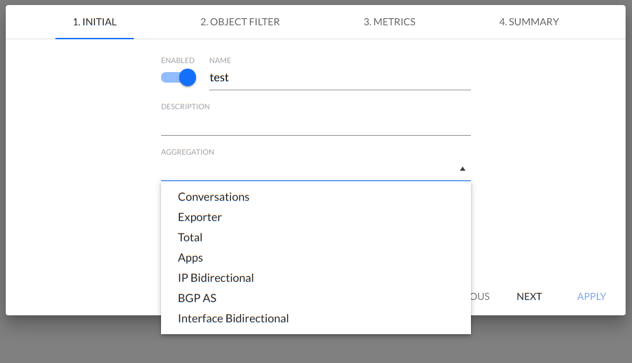 1. INITIAL 2. OBJECT FILTER 3. METRICS 4. SUMMARY
ENABLED NAME
test
DESCRIPTION
AGGREGATION
Conversations
Exporter
Total
Apps
IP Bidirectional
BGP AS
OUS NEXT APPLY
Interface Bidirectional